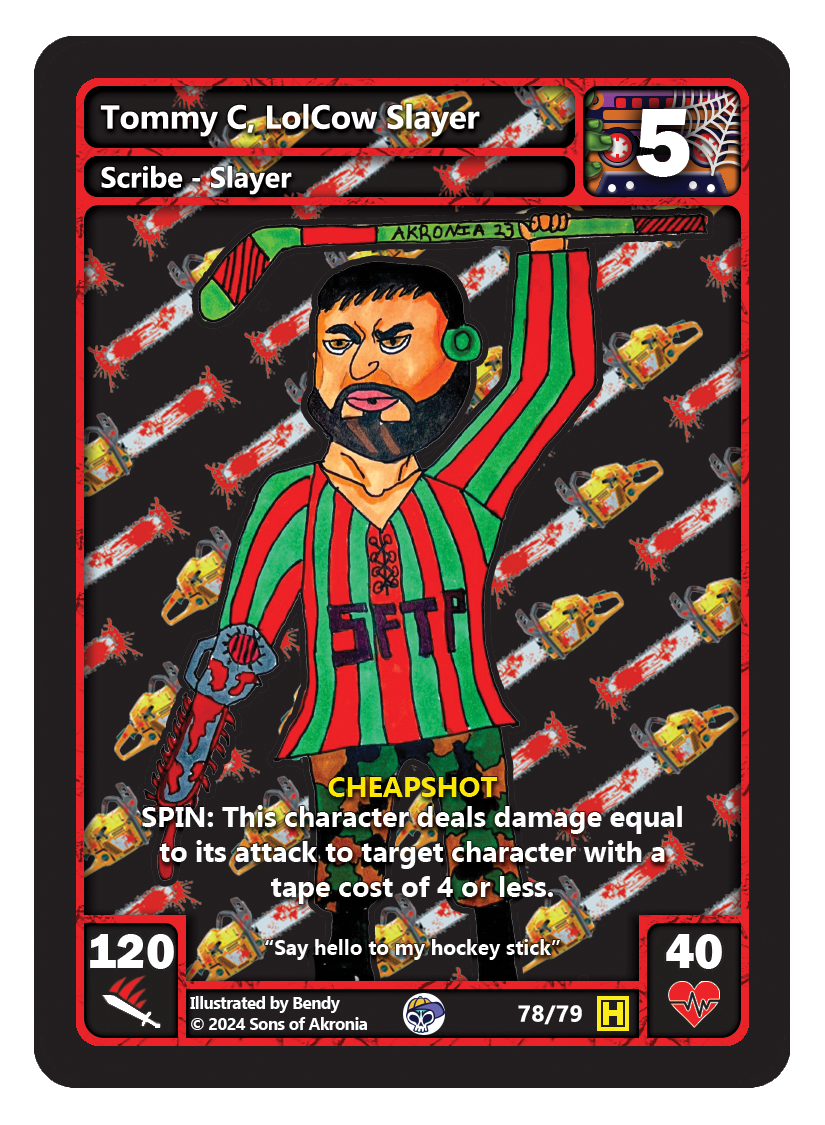 Tommy C, LolCow Slayer
5
Scribe - Slayer
AKRONIA 23
SFTP
CHEAPSHOT
SPIN: This character deals damage equal
to its attack to target character with a
tape cost of 4 or less.
120
“Say hello to my hockey stick”
40
Illustrated by Bendy
© 2024 Sons of Akronia
78/79
H